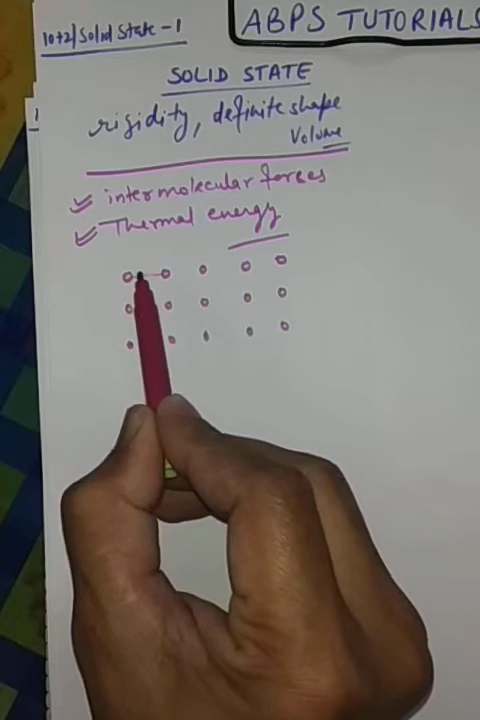 10+2/Solid State-1
ABPS TUTORIALS
SOLID STATE
rigidity, definite shape
Volume
intermolecular forces
Thermal energy